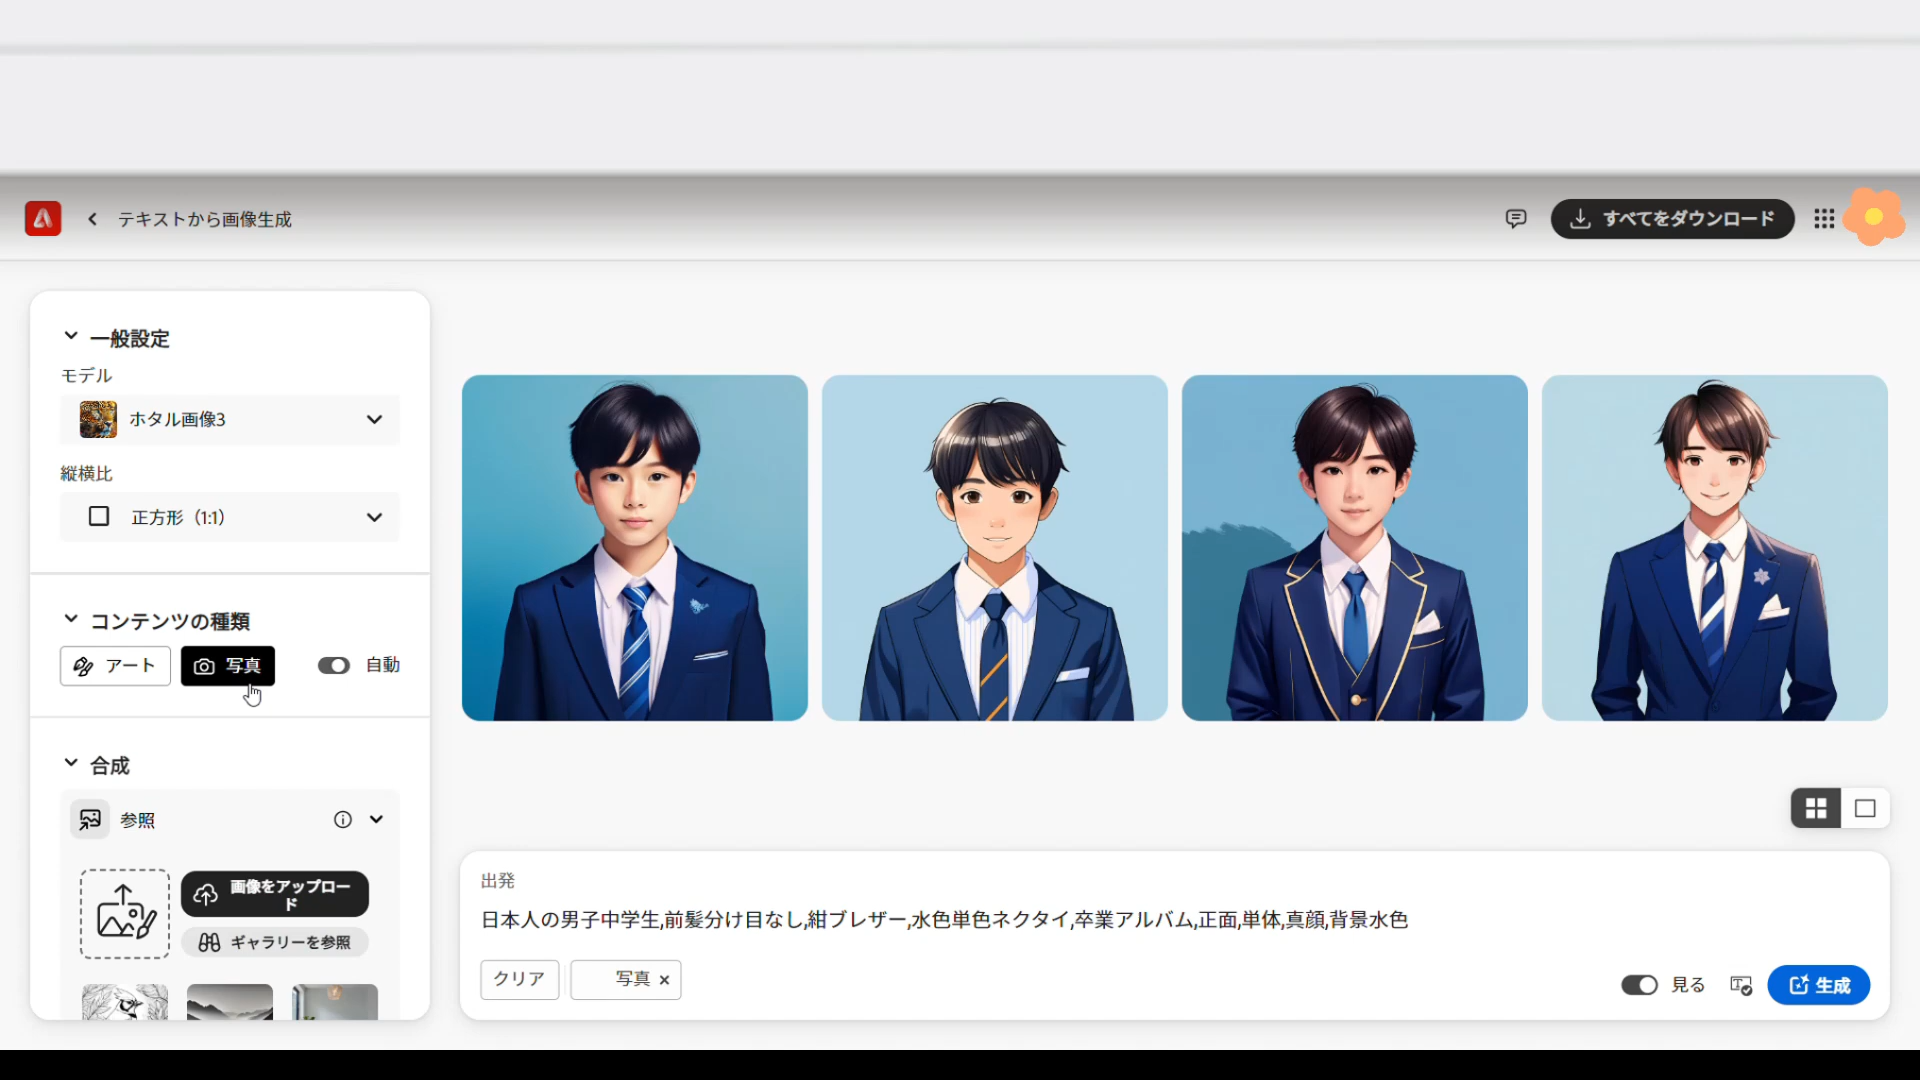 テキストから画像生成
すべてをダウンロード
一般設定
モデル
ホタル画像3
縦横比
正方形（1:1）
コンテンツの種類
アート
写真
自動
合成
参照
画像をアップロー
ド
ギャラリーを参照
出発
日本人の男子中学生,前髪分け目なし,紺ブレザー,水色単色ネクタイ,卒業アルバム,正面,単体,真顔,背景水色
クリア
写真
見る
生成